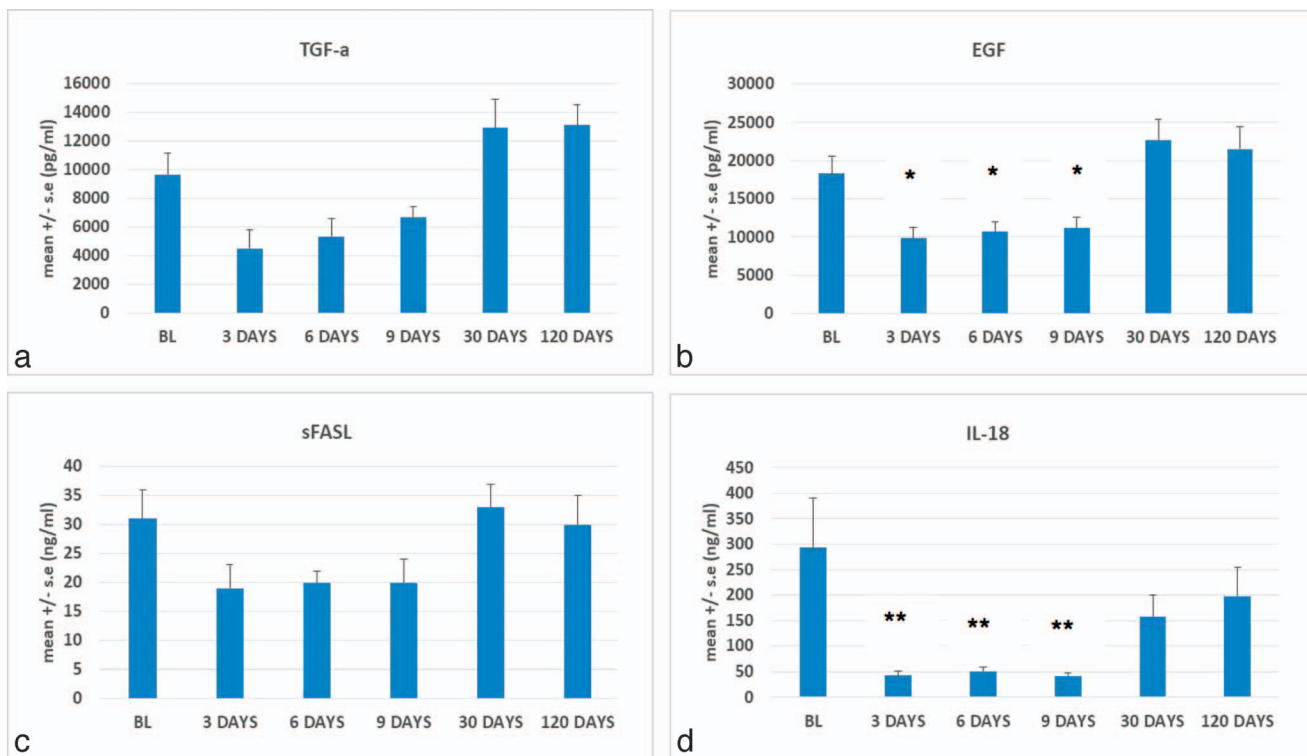 TGF-a
mean +/- s.e (pg/ml)
16000
14000
12000
10000
8000
6000
4000
2000
0
BL 3 DAYS 6 DAYS 9 DAYS 30 DAYS 120 DAYS
a
EGF
mean +/- s.e (pg/ml)
30000
25000
20000
15000
10000
5000
0
* * *
BL 3 DAYS 6 DAYS 9 DAYS 30 DAYS 120 DAYS
b
sFASL
mean +/- s.e (ng/ml)
40
35
30
25
20
15
10
5
0
BL 3 DAYS 6 DAYS 9 DAYS 30 DAYS 120 DAYS
c
IL-18
mean +/- s.e (ng/ml)
450
400
350
300
250
200
150
100
50
0
** ** **
BL 3 DAYS 6 DAYS 9 DAYS 30 DAYS 120 DAYS
d